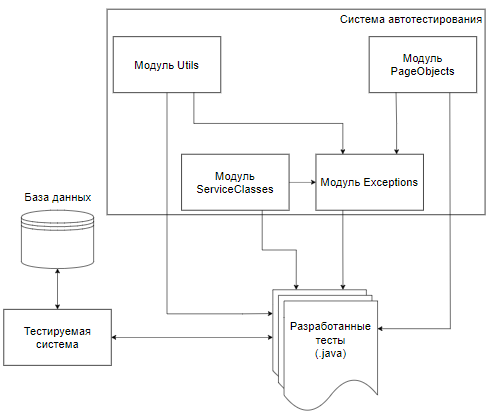 Система автотестирования
Модуль Utils
Модуль
PageObjects
Модуль
ServiceClasses
Модуль Exceptions
База данных
Тестируемая
система
Разработанные
тесты
(.java)